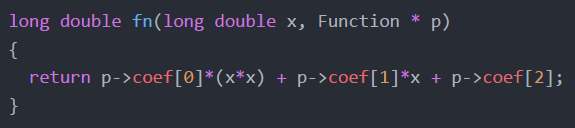 long double fn(long double x, Function * p)
{
  return p->coef[0]*(x*x) + p->coef[1]*x + p->coef[2];
}